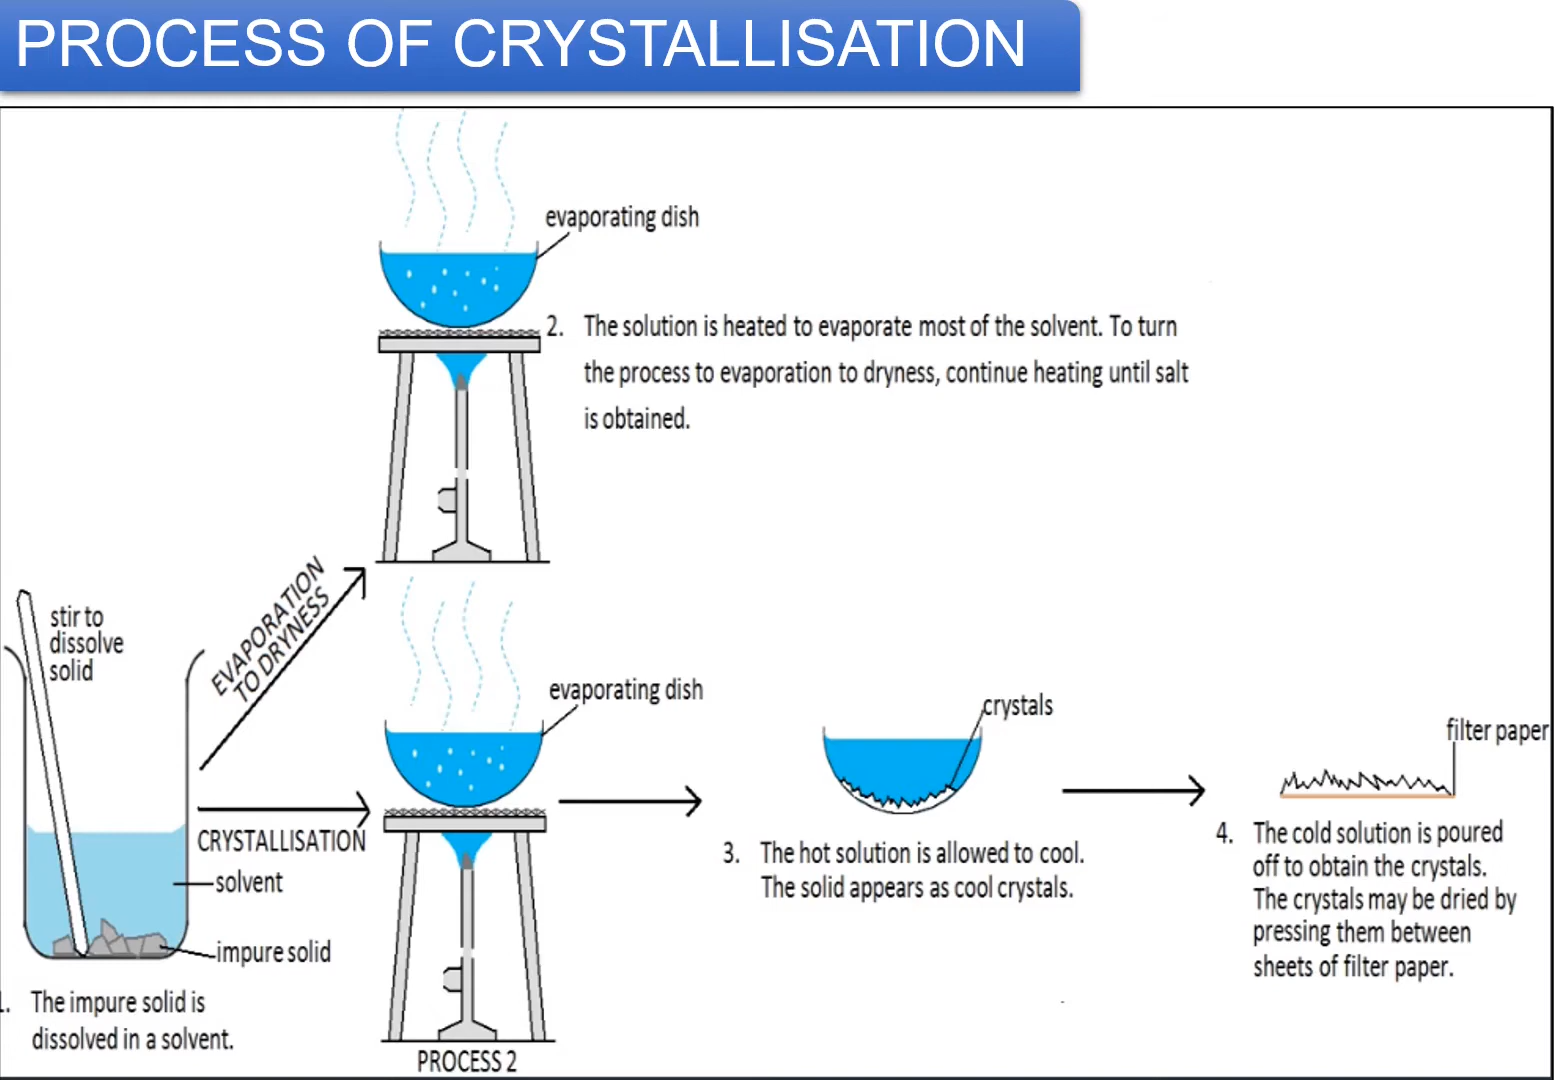 PROCESS OF CRYSTALLISATION
evaporating dish
2. The solution is heated to evaporate most of the solvent. To turn
the process to evaporation to dryness, continue heating until salt
is obtained.
EVAPORATION
TO DRYNESS
stir to
dissolve
solid
evaporating dish
crystals
filter paper
CRYSTALLISATION
solvent
impure solid
3. The hot solution is allowed to cool.
The solid appears as cool crystals.
4. The cold solution is poured
off to obtain the crystals.
The crystals may be dried by
pressing them between
sheets of filter paper.
1. The impure solid is
dissolved in a solvent.
PROCESS 2